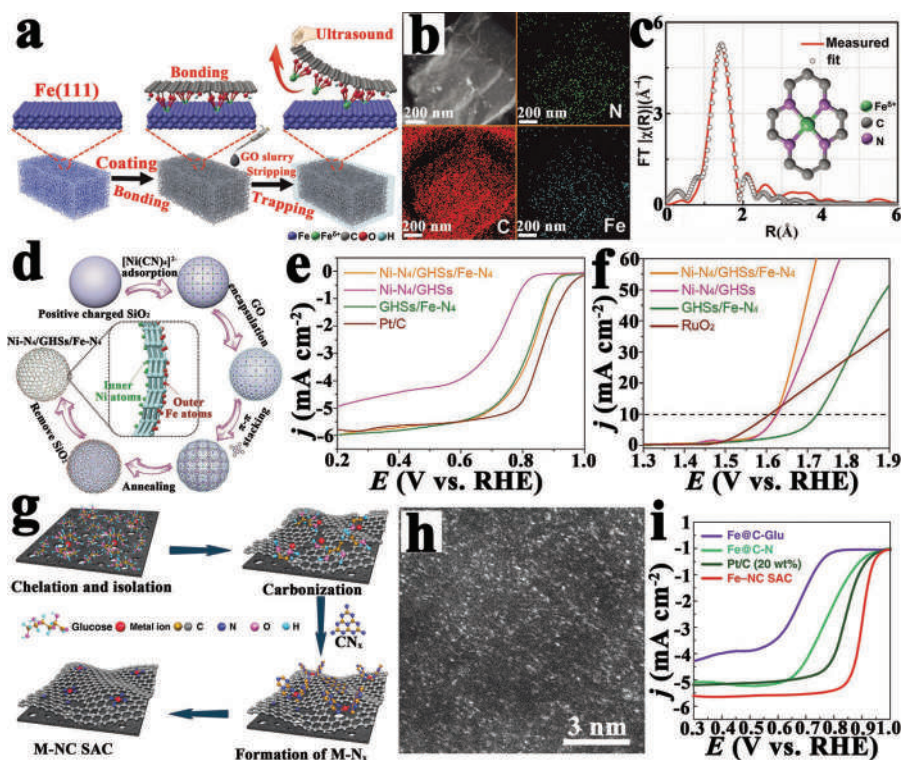 a
Ultrasound
Fe(111)
Bonding
Coating
Bonding
GO slurry
Stripping
Trapping
Fe Fe^δ+ C O H
b
200 nm
200 nm
N
200 nm
C
200 nm
Fe
c
FT |χ(R)|(Å⁻⁴)
6
3
0
Measured
fit
Fe^δ+
C
N
0 2 4 6
R(Å)
d
[Ni(CN)₄]²⁻
adsorption
Positive charged SiO₂
GO
encapsulation
Ni-N₄/GHSs/Fe-N₄
Inner
Ni atoms
Outer
Fe atoms
π-π
stacking
Remove SiO₂
Annealing
e
j (mA cm⁻²)
0
-1
-2
-3
-4
-5
-6
Ni-N₄/GHSs/Fe-N₄
Ni-N₄/GHSs
GHSs/Fe-N₄
Pt/C
0.2 0.4 0.6 0.8 1.0
E (V vs. RHE)
f
j (mA cm⁻²)
60
50
40
30
20
10
0
Ni-N₄/GHSs/Fe-N₄
Ni-N₄/GHSs
GHSs/Fe-N₄
RuO₂
1.3 1.4 1.5 1.6 1.7 1.8 1.9
E (V vs. RHE)
g
Chelation and isolation
Carbonization
Glucose Metal ion C N O H
CNₓ
M-NC SAC
Formation of M-Nₓ
h
3 nm
i
j (mA cm⁻²)
-1
-1
-2
-3
-4
-5
-6
Fe@C-Glu
Fe@C-N
Pt/C (20 wt%)
Fe–NC SAC
0.3 0.4 0.5 0.6 0.7 0.8 0.9 1.0
E (V vs. RHE)